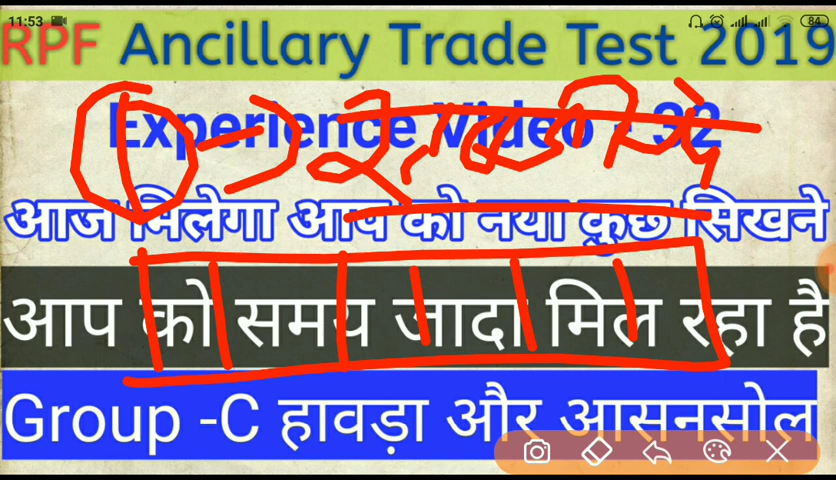 11:53 84
RPF Ancillary Trade Test 2019
Experience Video - 32
आज मिलेगा आप को नया कुछ सिखने
आप को समय जादा मिल रहा है
Group -C हावड़ा और आसनसोल